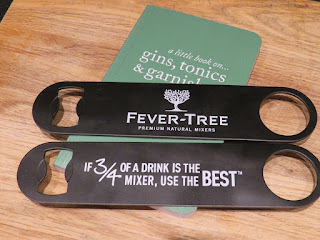 a little book on...
gins, tonics
& garnish
FEVER-TREE
PREMIUM NATURAL MIXERS
IF 3/4 OF A DRINK IS THE
MIXER, USE THE BEST™